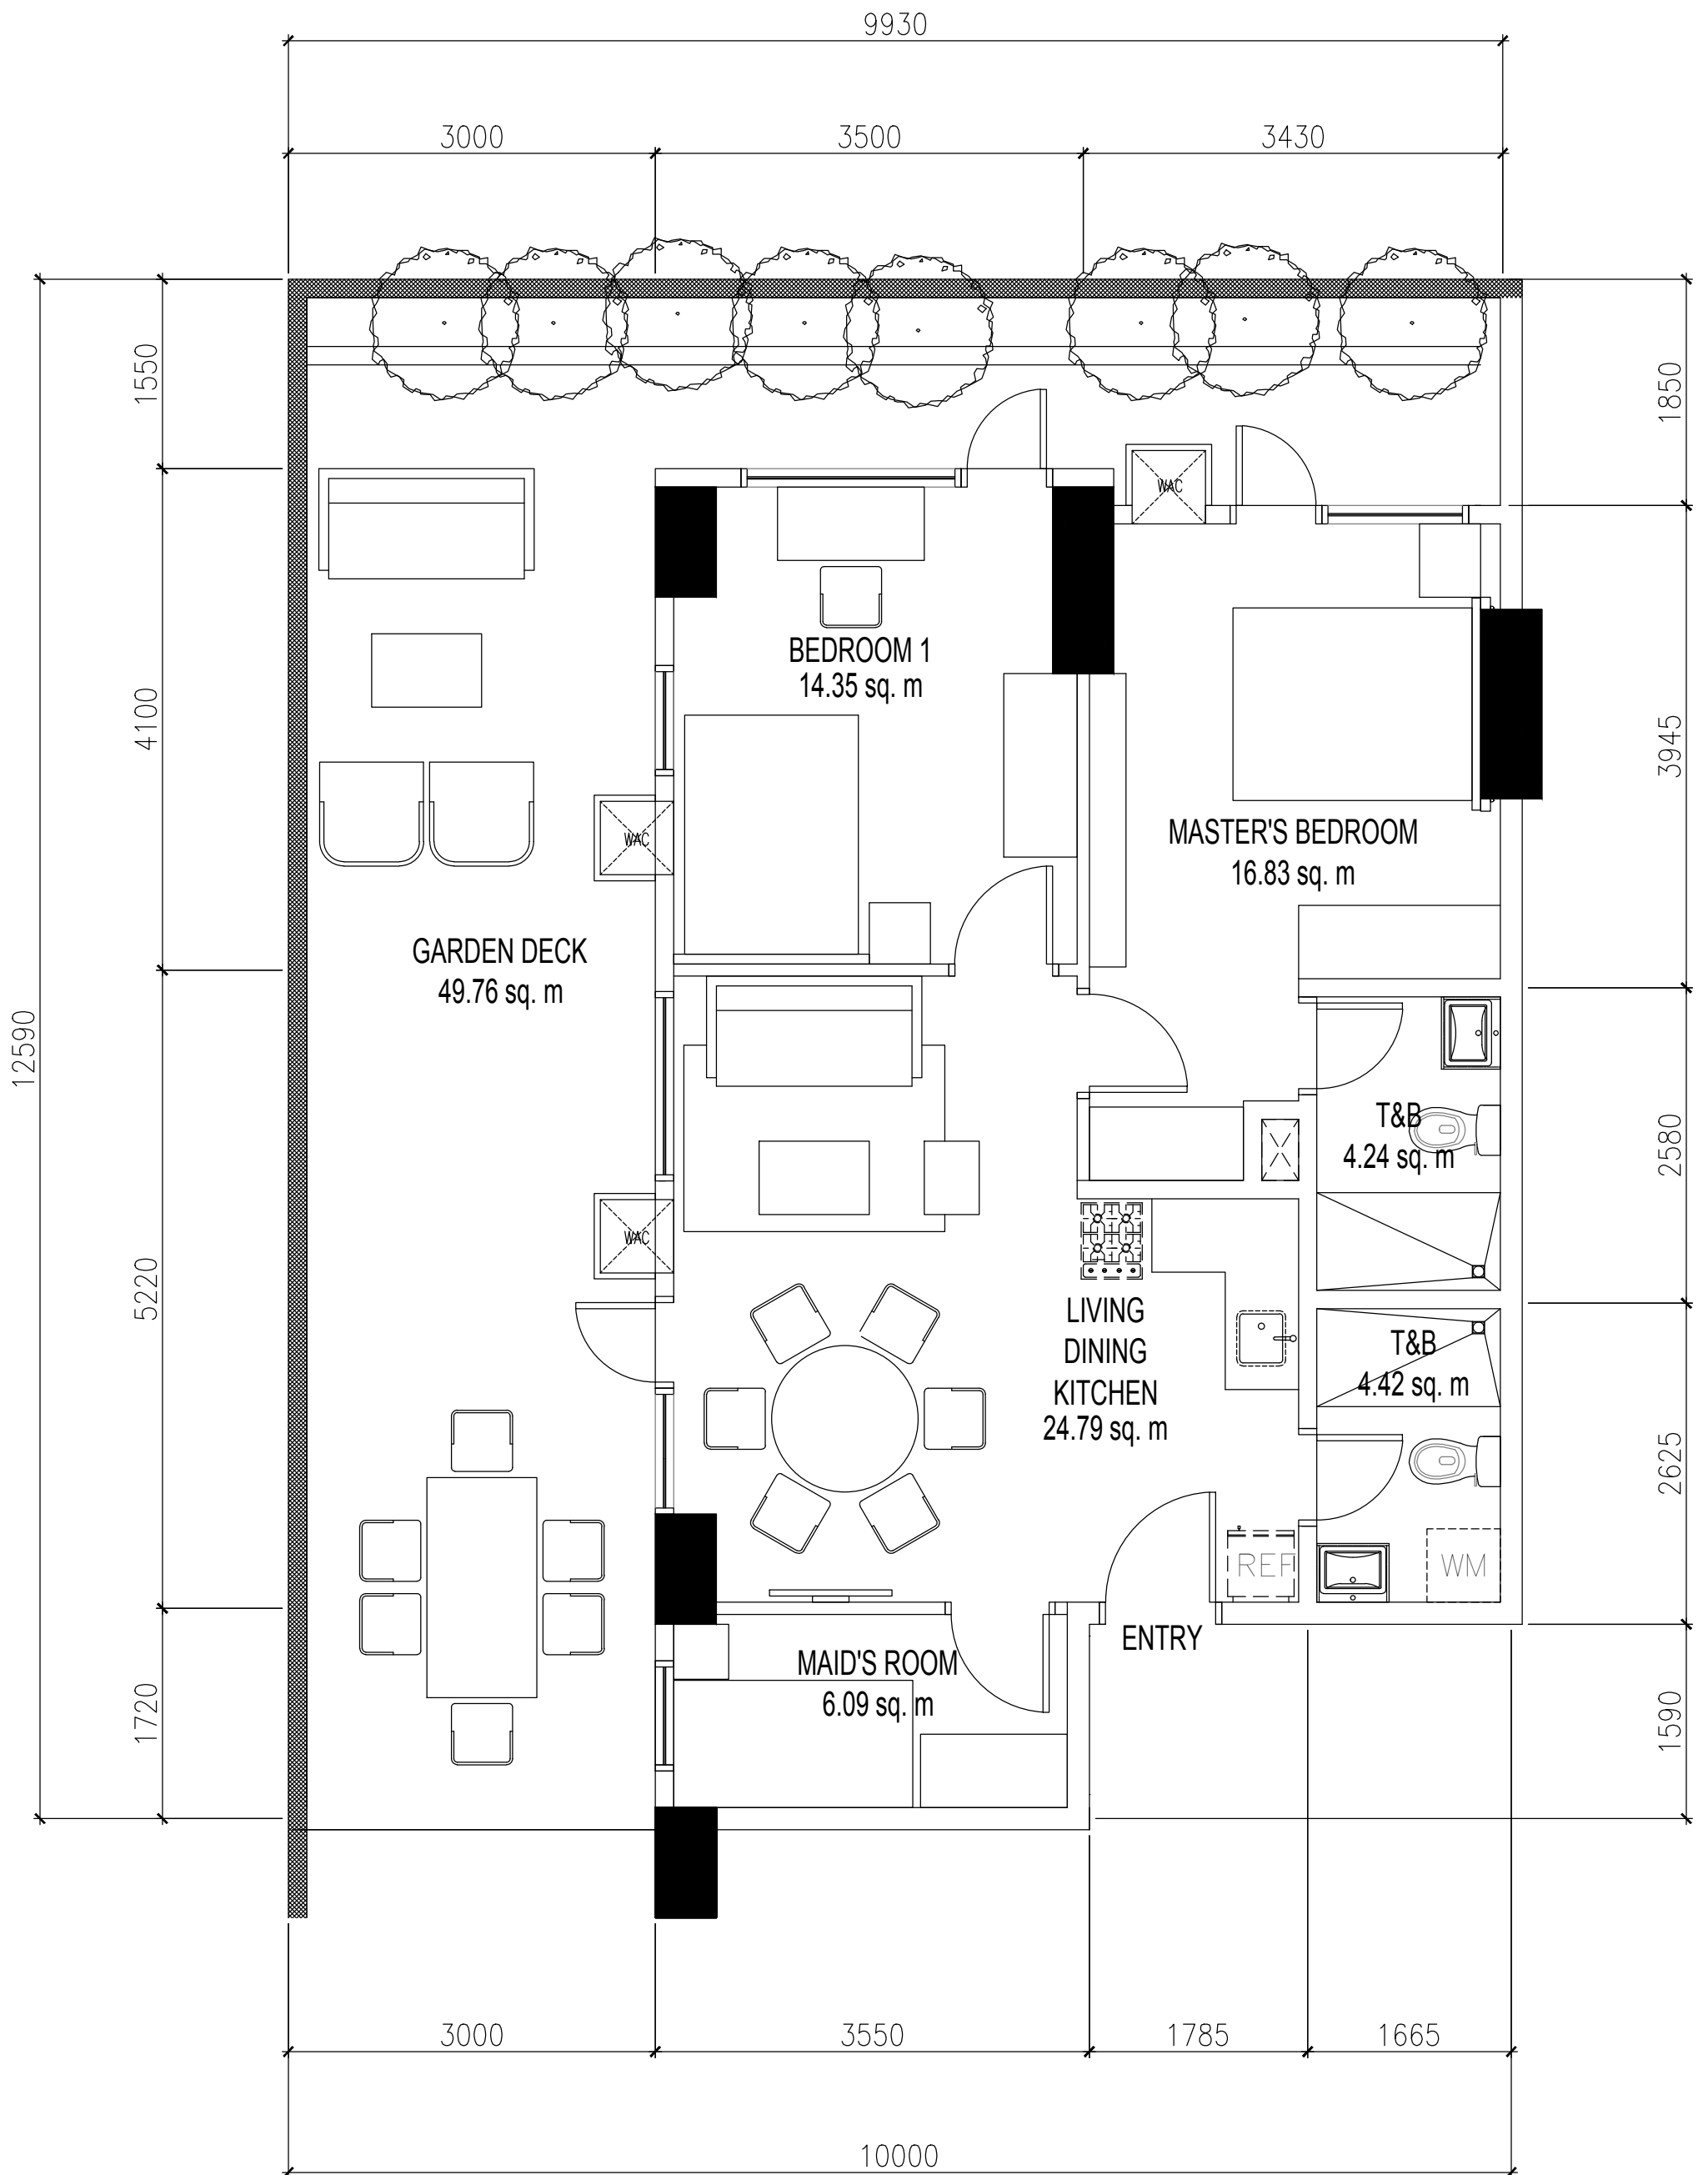 9930
3000
3500
3430
1550
1850
WAC
BEDROOM 1
14.35 sq. m
4100
3945
WAC
MASTER'S BEDROOM
16.83 sq. m
GARDEN DECK
49.76 sq. m
12590
T&B
4.24 sq. m
2580
WAC
5220
LIVING
DINING
KITCHEN
24.79 sq. m
T&B
4.42 sq. m
2625
REF
WM
ENTRY
MAID'S ROOM
6.09 sq. m
1720
1590
3000
3550
1785
1665
10000